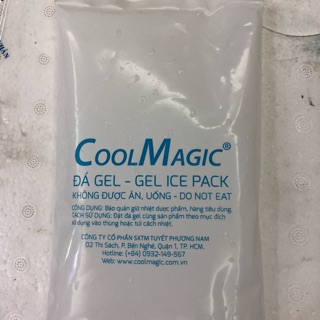 COOLMAGIC®
ĐÁ GEL - GEL ICE PACK
KHÔNG ĐƯỢC ĂN, UỐNG - DO NOT EAT
CÔNG DỤNG: Bảo quản giữ nhiệt dược phẩm, hàng tiêu dùng.
CÁCH SỬ DỤNG: Đặt đá gel cùng sản phẩm theo mục đích
sử dụng vào thùng hoặc túi cách nhiệt.
CÔNG TY CỔ PHẦN SXTM TUYẾT PHƯƠNG NAM
02 Thi Sách, P. Bến Nghé, Quận 1, TP. HCM.
Hotline: (+84) 0932-149-567
Web: www.coolmagic.com.vn